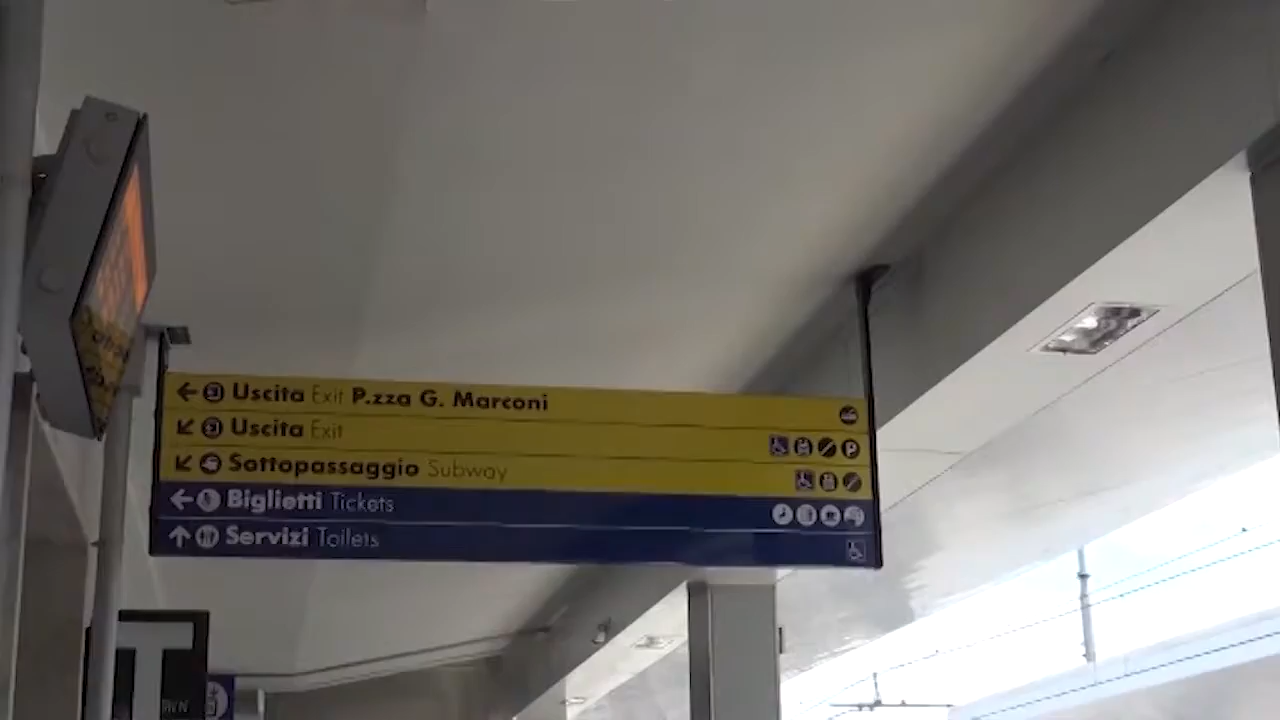 Uscita Exit P.zza G. Marconi
Uscita Exit
P
Sottopassaggio Subway
Biglietti Tickets
Servizi Toilets
T